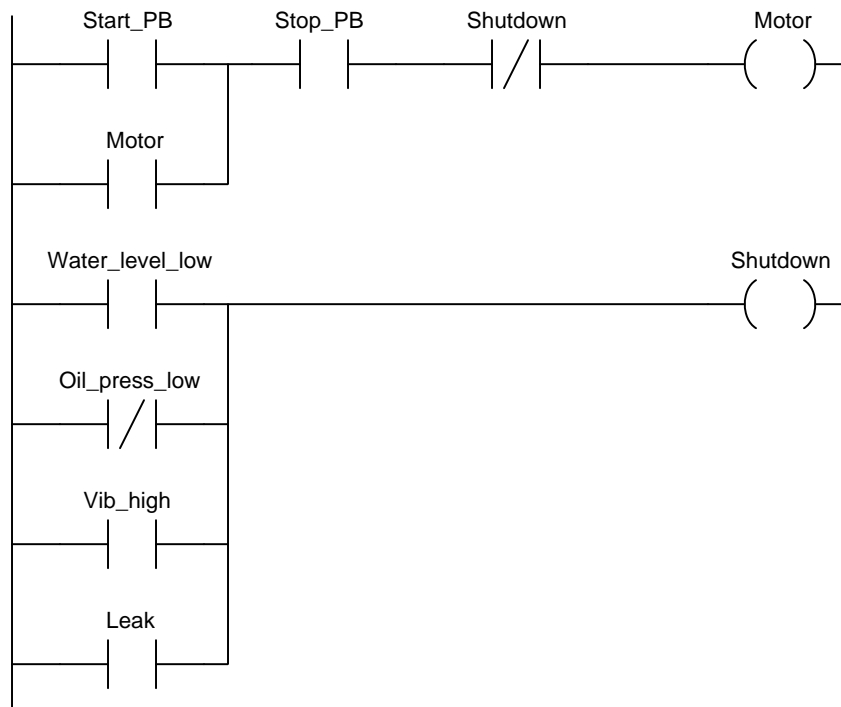 Start_PB Stop_PB Shutdown Motor
Motor
Water_level_low Shutdown
Oil_press_low
Vib_high
Leak